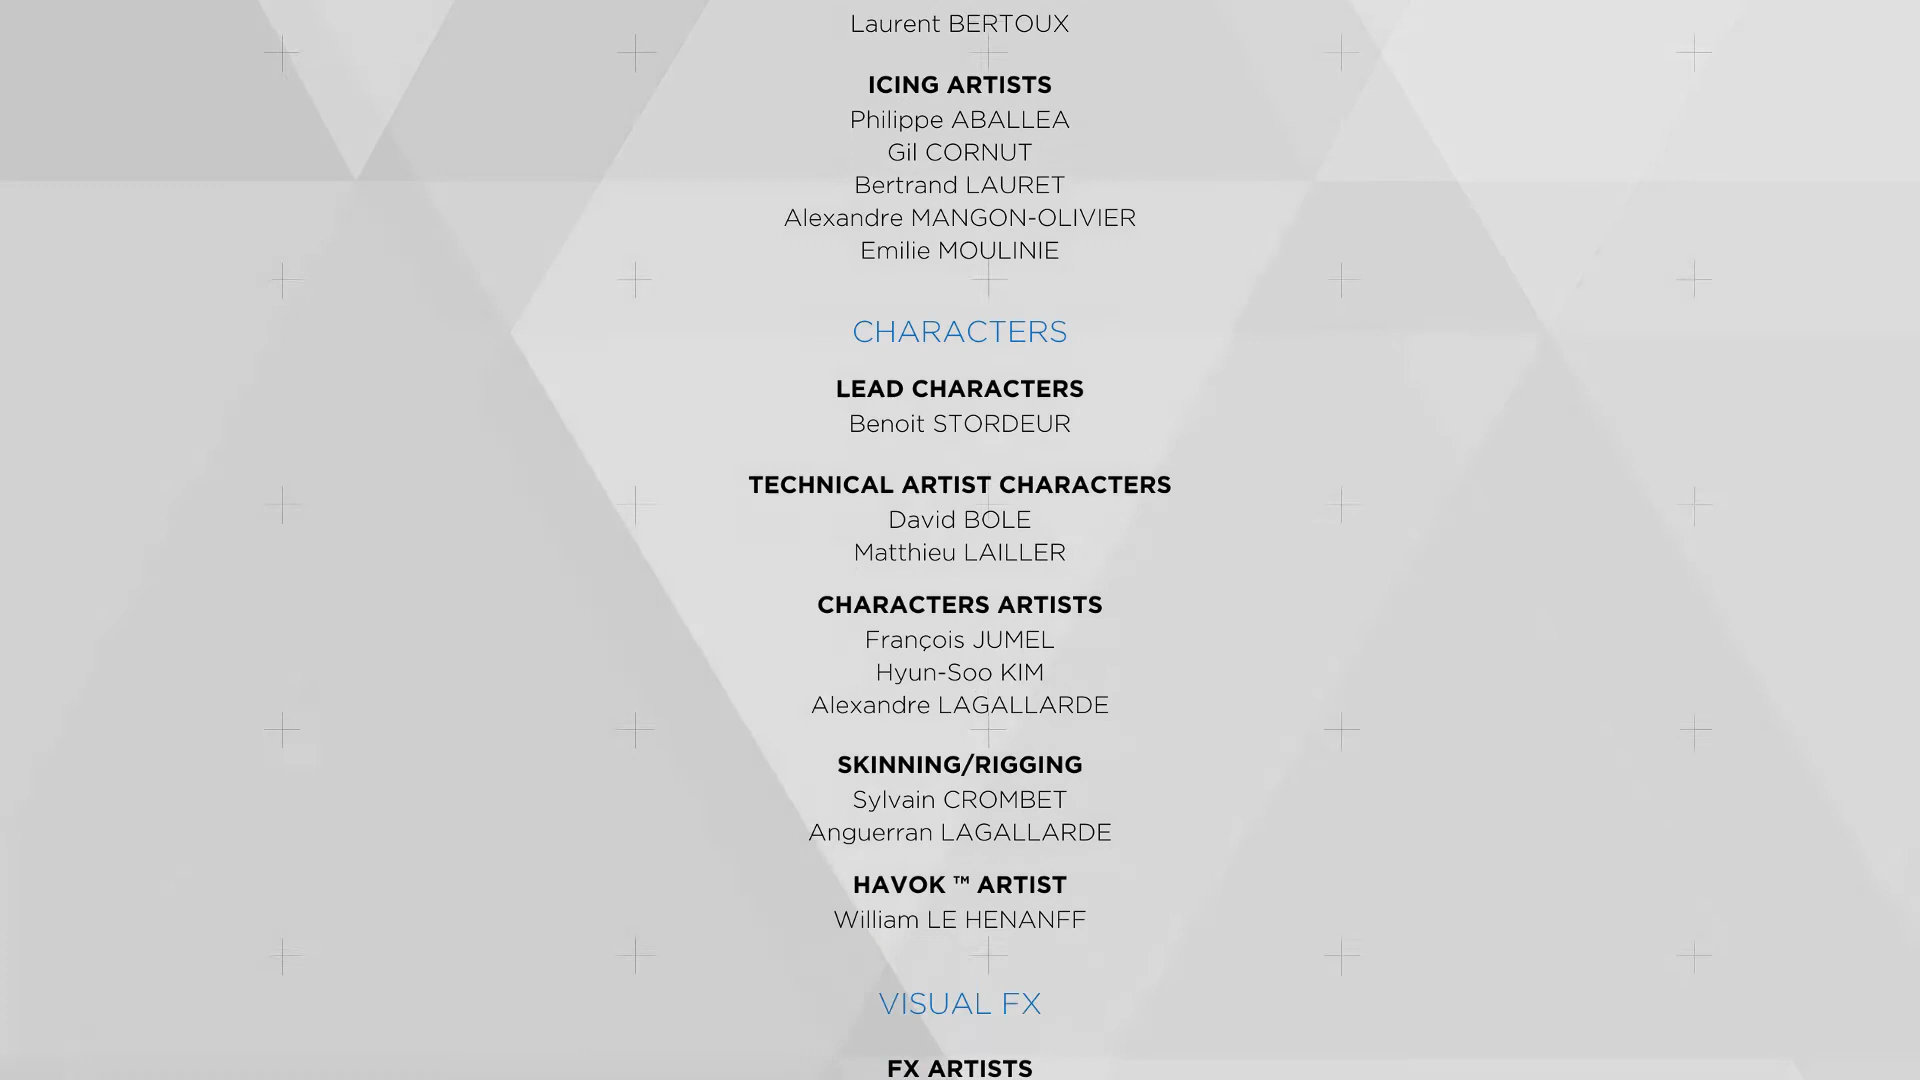 Laurent BERTOUX
ICING ARTISTS
Philippe ABALLEA
Gil CORNUT
Bertrand LAURET
Alexandre MANGON-OLIVIER
Emilie MOULINIE
CHARACTERS
LEAD CHARACTERS
Benoit STORDEUR
TECHNICAL ARTIST CHARACTERS
David BOLE
Matthieu LAILLER
CHARACTERS ARTISTS
François JUMEL
Hyun-Soo KIM
Alexandre LAGALLARDE
SKINNING/RIGGING
Sylvain CROMBET
Anguerran LAGALLARDE
HAVOK ™ ARTIST
William LE HENANFF
VISUAL FX
FX ARTISTS